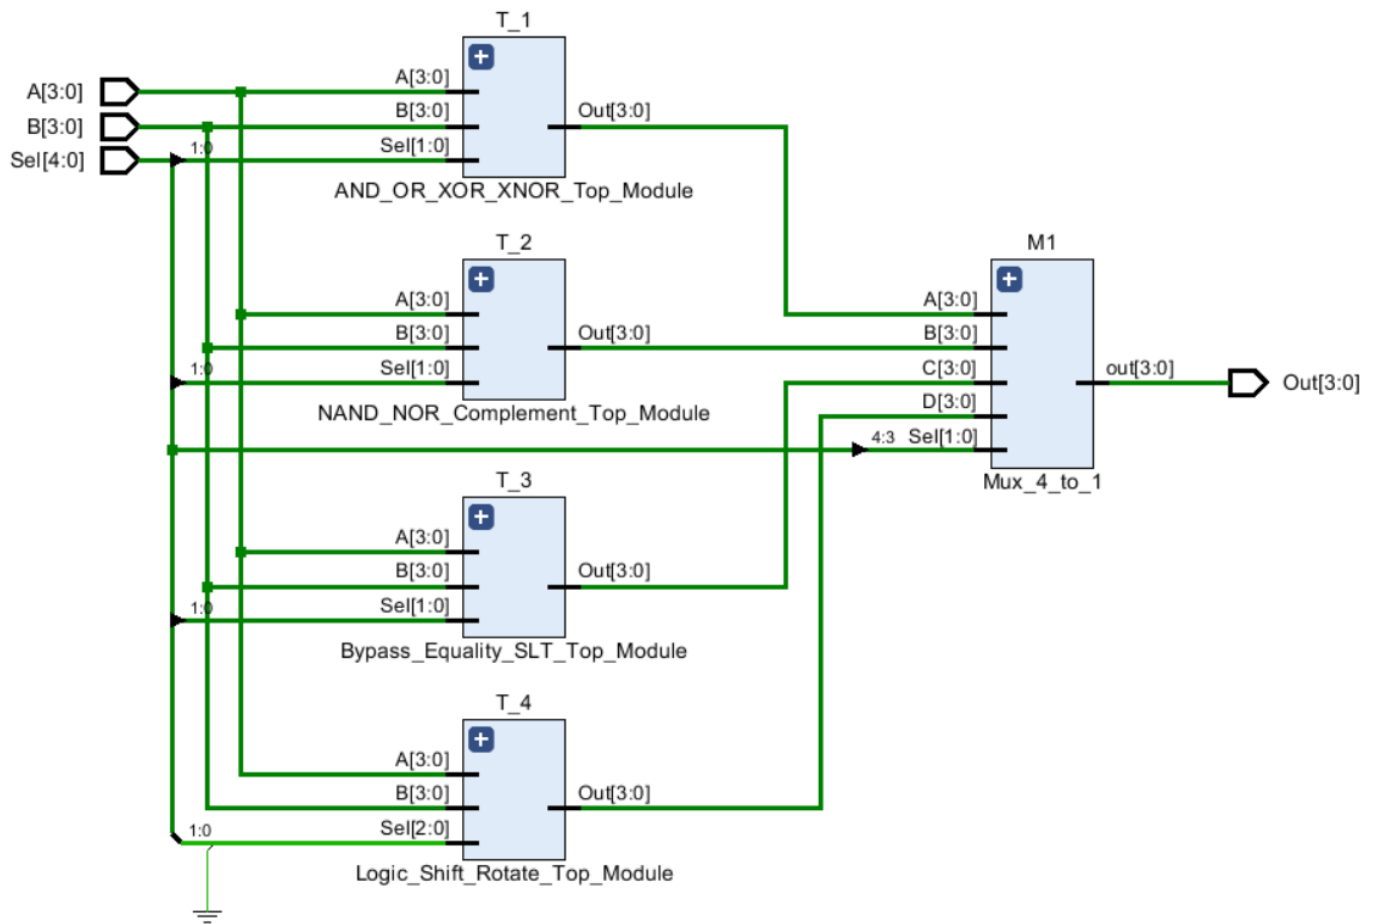 T_1
A[3:0]
B[3:0]
Sel[4:0]
1:0
A[3:0]
B[3:0]
Sel[1:0]
Out[3:0]
AND_OR_XOR_XNOR_Top_Module
T_2
A[3:0]
B[3:0]
Sel[1:0]
1:0
Out[3:0]
NAND_NOR_Complement_Top_Module
M1
A[3:0]
B[3:0]
C[3:0]
D[3:0]
4:3
Sel[1:0]
out[3:0]
Out[3:0]
Mux_4_to_1
T_3
A[3:0]
B[3:0]
Sel[1:0]
1:0
Out[3:0]
Bypass_Equality_SLT_Top_Module
T_4
A[3:0]
B[3:0]
Sel[2:0]
1:0
Out[3:0]
Logic_Shift_Rotate_Top_Module